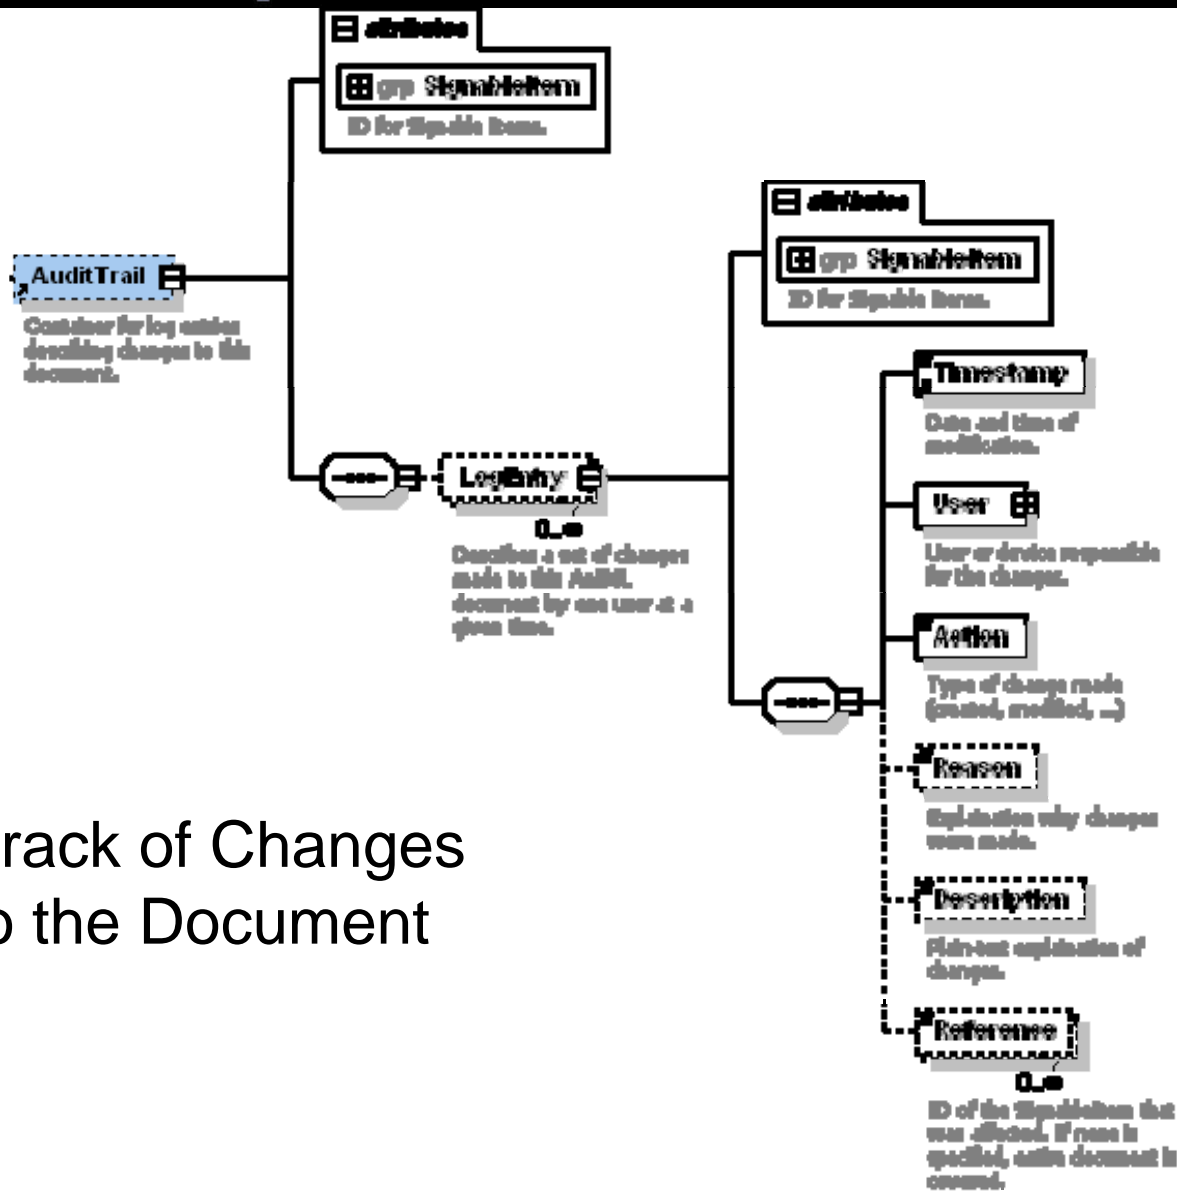 attributes
grp SignableItem
ID for Signable Items.
attributes
grp SignableItem
ID for Signable Items.
AuditTrail
Container for log entries
describing changes to this
document.
Timestamp
Date and time of
modification.
LogEntry
0..∞
Describes a set of changes
made to this AnIML
document by one user at a
given time.
User
User or device responsible
for the changes.
Action
Type of change made
(created, modified, ...)
Reason
Explanation why changes
were made.
rack of Changes
o the Document
Description
Plain-text explanation of
changes.
Reference
0..∞
ID of the SignableItem that
was affected. If none is
specified, entire document is
covered.